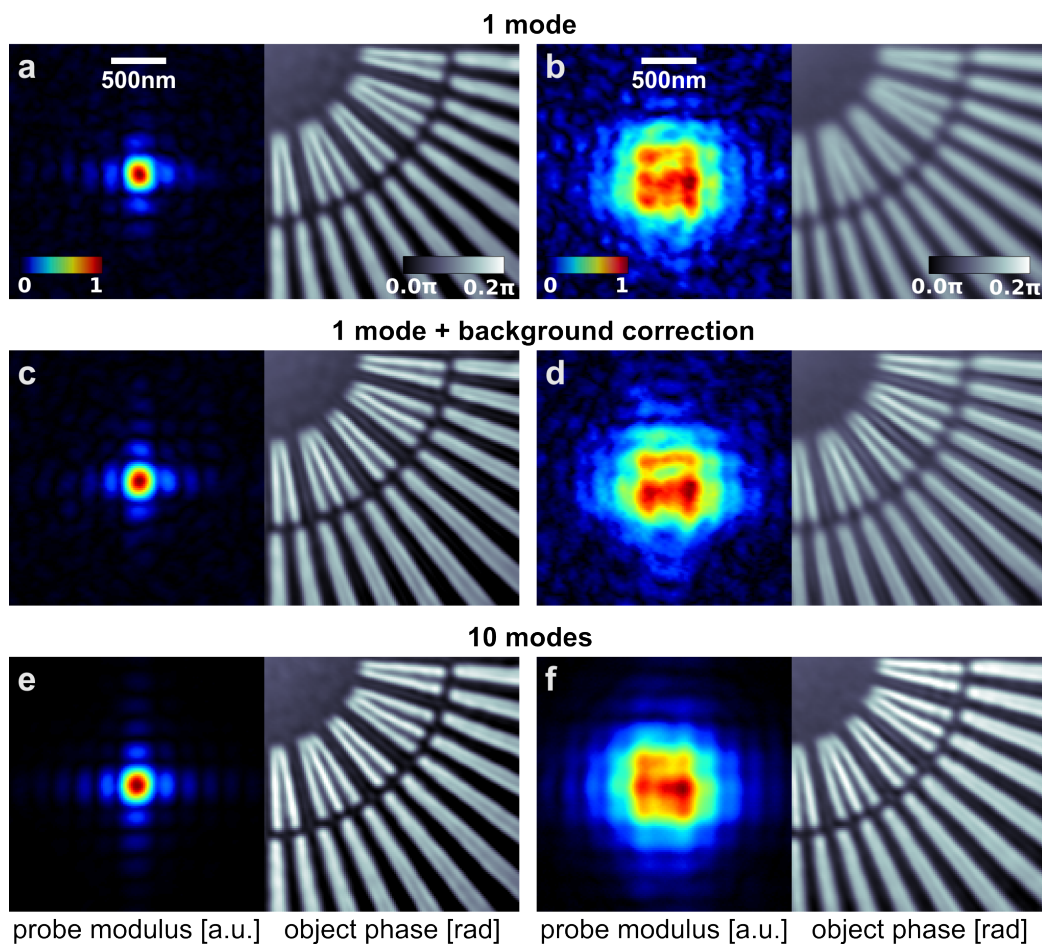 1 mode
a
500nm
0 1
0.0π 0.2π
b
500nm
0 1
0.0π 0.2π
1 mode + background correction
c
d
10 modes
e
f
probe modulus [a.u.] object phase [rad] probe modulus [a.u.] object phase [rad]